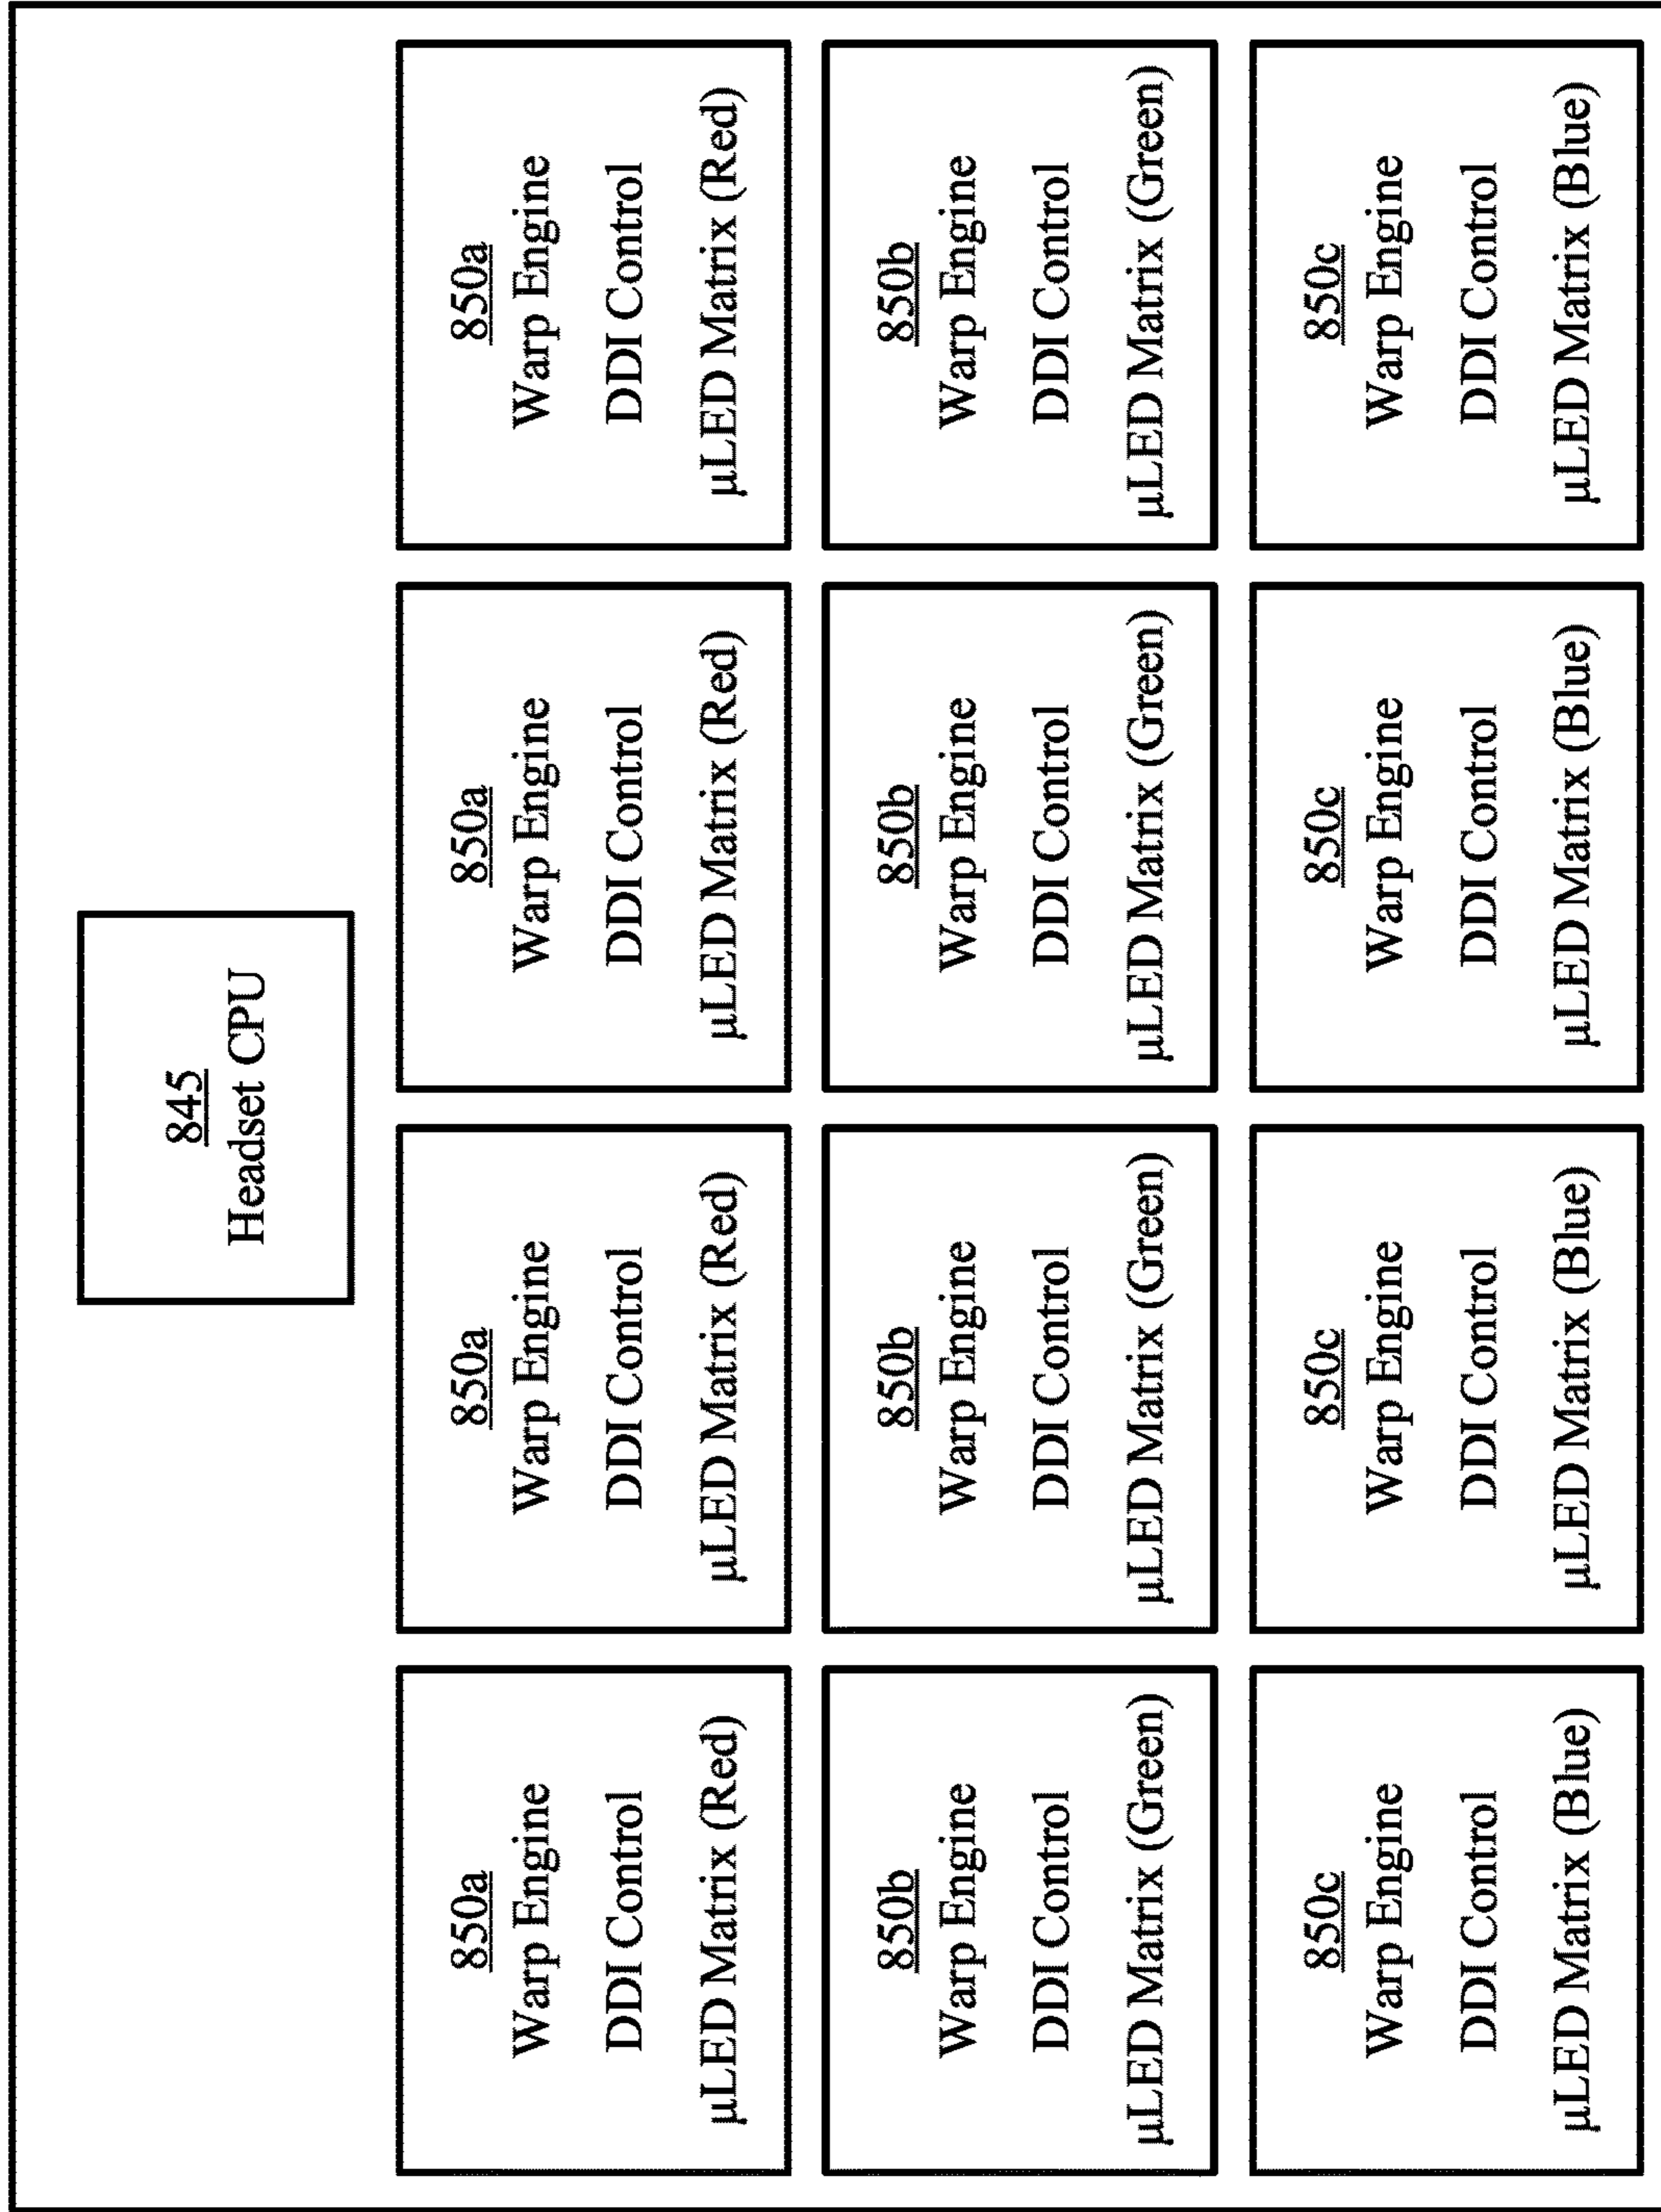 845
Headset CPU
850a
Warp Engine
DDI Control
µLED Matrix (Red)
850a
Warp Engine
DDI Control
µLED Matrix (Red)
850a
Warp Engine
DDI Control
µLED Matrix (Red)
850a
Warp Engine
DDI Control
µLED Matrix (Red)
850b
Warp Engine
DDI Control
µLED Matrix (Green)
850b
Warp Engine
DDI Control
µLED Matrix (Green)
850b
Warp Engine
DDI Control
µLED Matrix (Green)
850b
Warp Engine
DDI Control
µLED Matrix (Green)
850c
Warp Engine
DDI Control
µLED Matrix (Blue)
850c
Warp Engine
DDI Control
µLED Matrix (Blue)
850c
Warp Engine
DDI Control
µLED Matrix (Blue)
850c
Warp Engine
DDI Control
µLED Matrix (Blue)